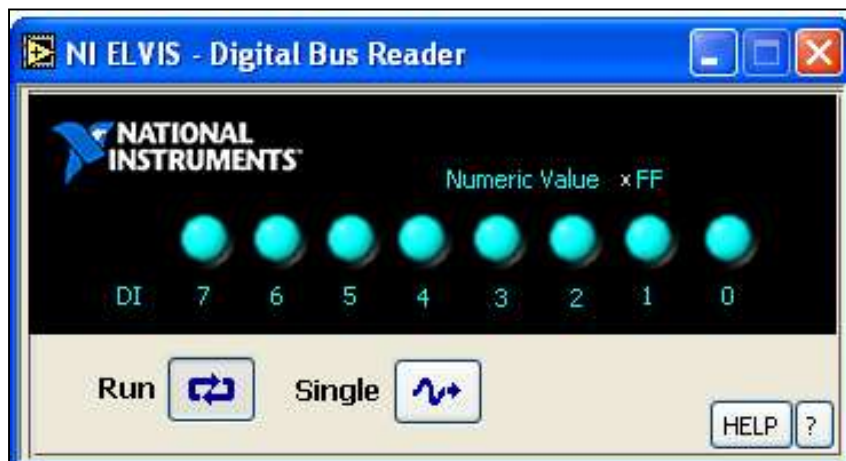 NI ELVIS - Digital Bus Reader
NATIONAL
INSTRUMENTS
Numeric Value x FF
DI 7 6 5 4 3 2 1 0
Run Single
HELP ?